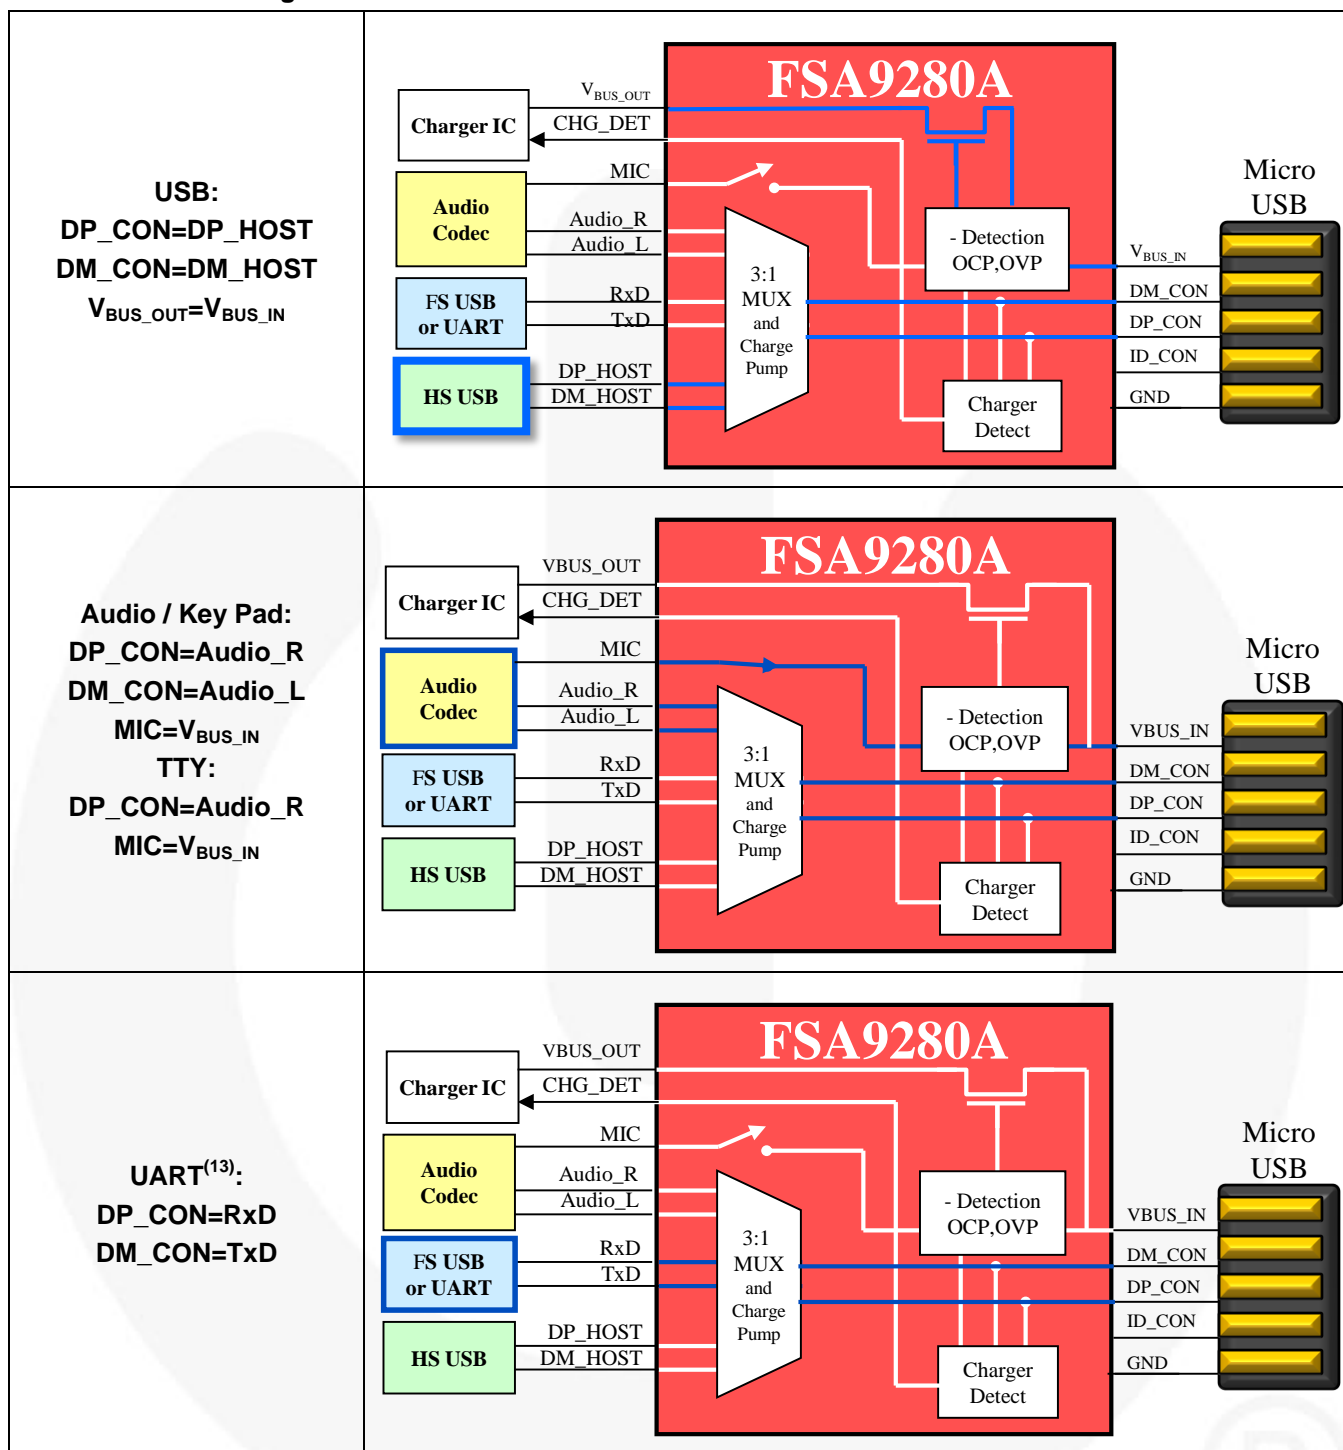 USB:
DP_CON=DP_HOST
DM_CON=DM_HOST
VBUS_OUT=VBUS_IN
FSA9280A
VBUS_OUT
Charger IC
CHG_DET
MIC
Audio
Codec
Audio_R
Audio_L
FS USB
or UART
RxD
TxD
HS USB
DP_HOST
DM_HOST
3:1
MUX
and
Charge
Pump
- Detection
OCP,OVP
Charger
Detect
VBUS_IN
DM_CON
DP_CON
ID_CON
GND
Micro
USB
Audio / Key Pad:
DP_CON=Audio_R
DM_CON=Audio_L
MIC=VBUS_IN
TTY:
DP_CON=Audio_R
MIC=VBUS_IN
FSA9280A
VBUS_OUT
Charger IC
CHG_DET
MIC
Audio
Codec
Audio_R
Audio_L
FS USB
or UART
RxD
TxD
HS USB
DP_HOST
DM_HOST
3:1
MUX
and
Charge
Pump
- Detection
OCP,OVP
Charger
Detect
VBUS_IN
DM_CON
DP_CON
ID_CON
GND
Micro
USB
UART(13):
DP_CON=RxD
DM_CON=TxD
FSA9280A
VBUS_OUT
Charger IC
CHG_DET
MIC
Audio
Codec
Audio_R
Audio_L
FS USB
or UART
RxD
TxD
HS USB
DP_HOST
DM_HOST
3:1
MUX
and
Charge
Pump
- Detection
OCP,OVP
Charger
Detect
VBUS_IN
DM_CON
DP_CON
ID_CON
GND
Micro
USB